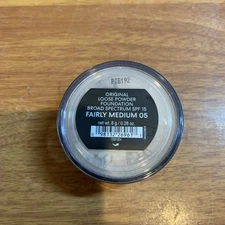 ORIGINAL
LOOSE POWDER
FOUNDATION
BROAD SPECTRUM SPF 15
FAIRLY MEDIUM 05
net wt. 8 g / 0.28 oz.